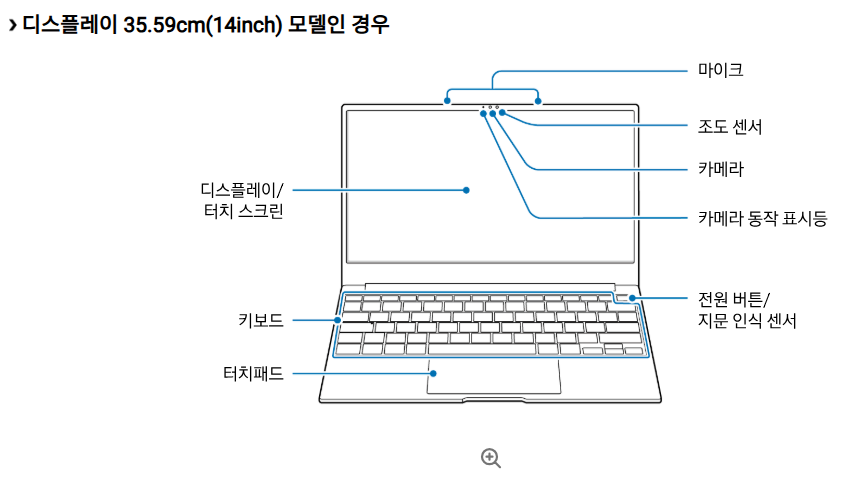 › 디스플레이 35.59cm(14inch) 모델인 경우
마이크
조도 센서
카메라
디스플레이/
터치 스크린
카메라 동작 표시등
전원 버튼/
지문 인식 센서
키보드
터치패드